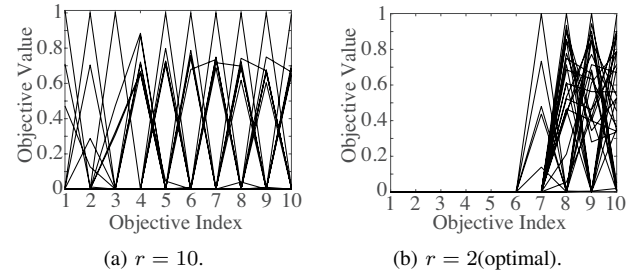 1
0.8
0.6
0.4
0.2
0
Objective Value
1 2 3 4 5 6 7 8 9 10
Objective Index
(a) r = 10.
1
0.8
0.6
0.4
0.2
0
Objective Value
1 2 3 4 5 6 7 8 9 10
Objective Index
(b) r = 2(optimal).